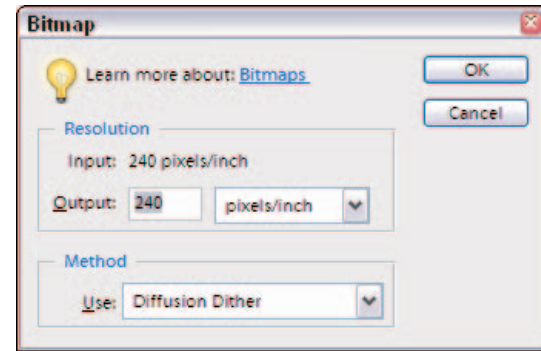 Bitmap
Learn more about: Bitmaps
OK
Cancel
Resolution
Input: 240 pixels/inch
Output: 240 pixels/inch
Method
Use: Diffusion Dither